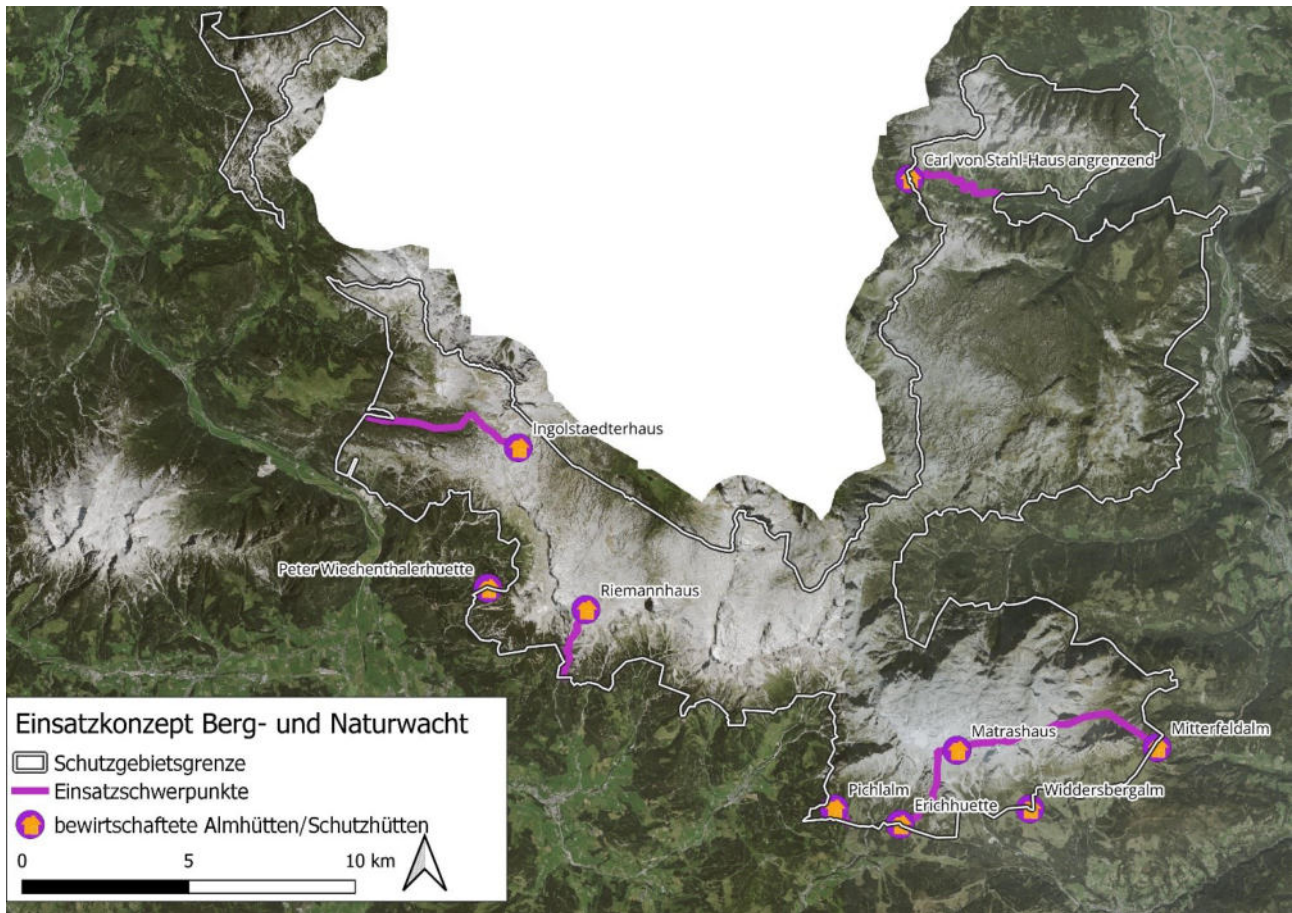 Carl von Stahl-Haus angrenzend
Ingolstaedterhaus
Peter Wiechenthalerhuette
Riemannhaus
Matrashaus
Mitterfeldalm
Pichlalm
Erichhuette
Widdersbergalm
Einsatzkonzept Berg- und Naturwacht
Schutzgebietsgrenze
Einsatzschwerpunkte
bewirtschaftete Almhütten/Schutzhütten
0 5 10 km